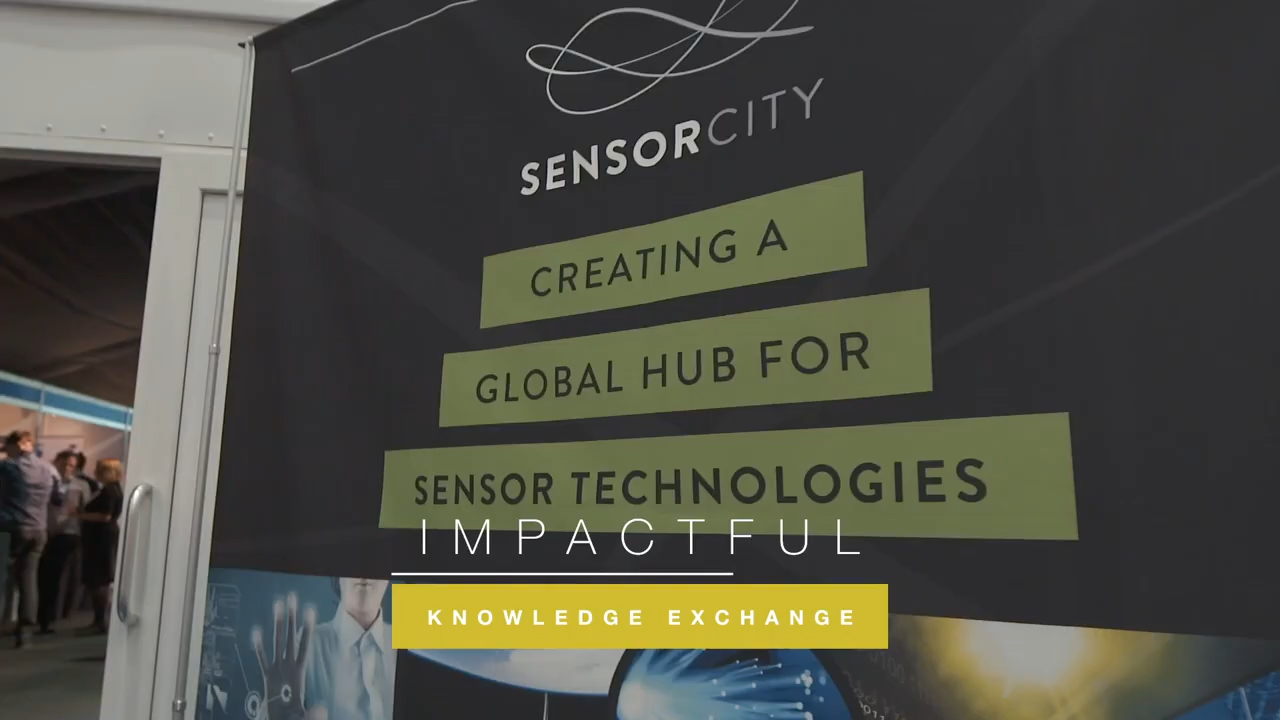 SENSORCITY
CREATING A
GLOBAL HUB FOR
SENSOR TECHNOLOGIES
IMPACTFUL
KNOWLEDGE EXCHANGE